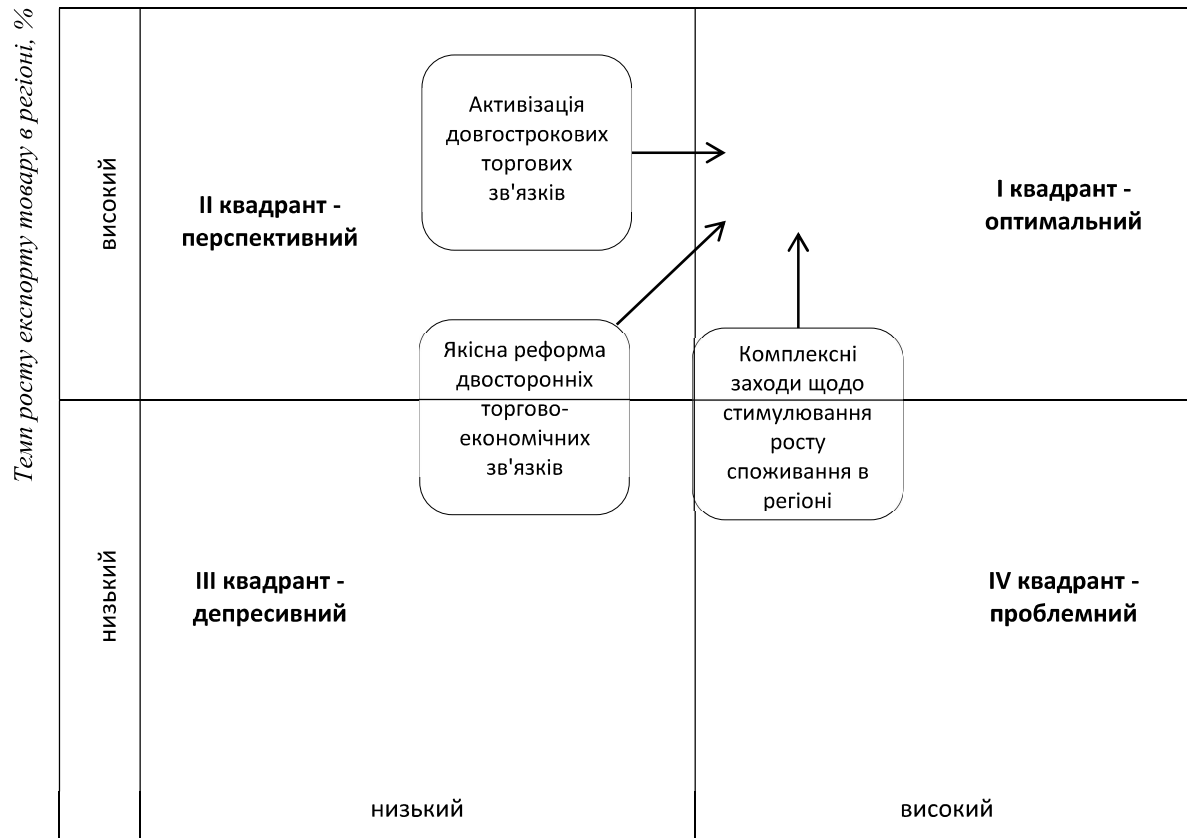 Темп росту експорту товару в регіоні, %
високий
Активізація
довгострокових
торгових
зв'язків
II квадрант -
перспективний
I квадрант -
оптимальний
Якісна реформа
двосторонніх
торгово-
економічних
зв'язків
Комплексні
заходи щодо
стимулювання
росту
споживання в
регіоні
низький
III квадрант -
депресивний
IV квадрант -
проблемний
низький
високий